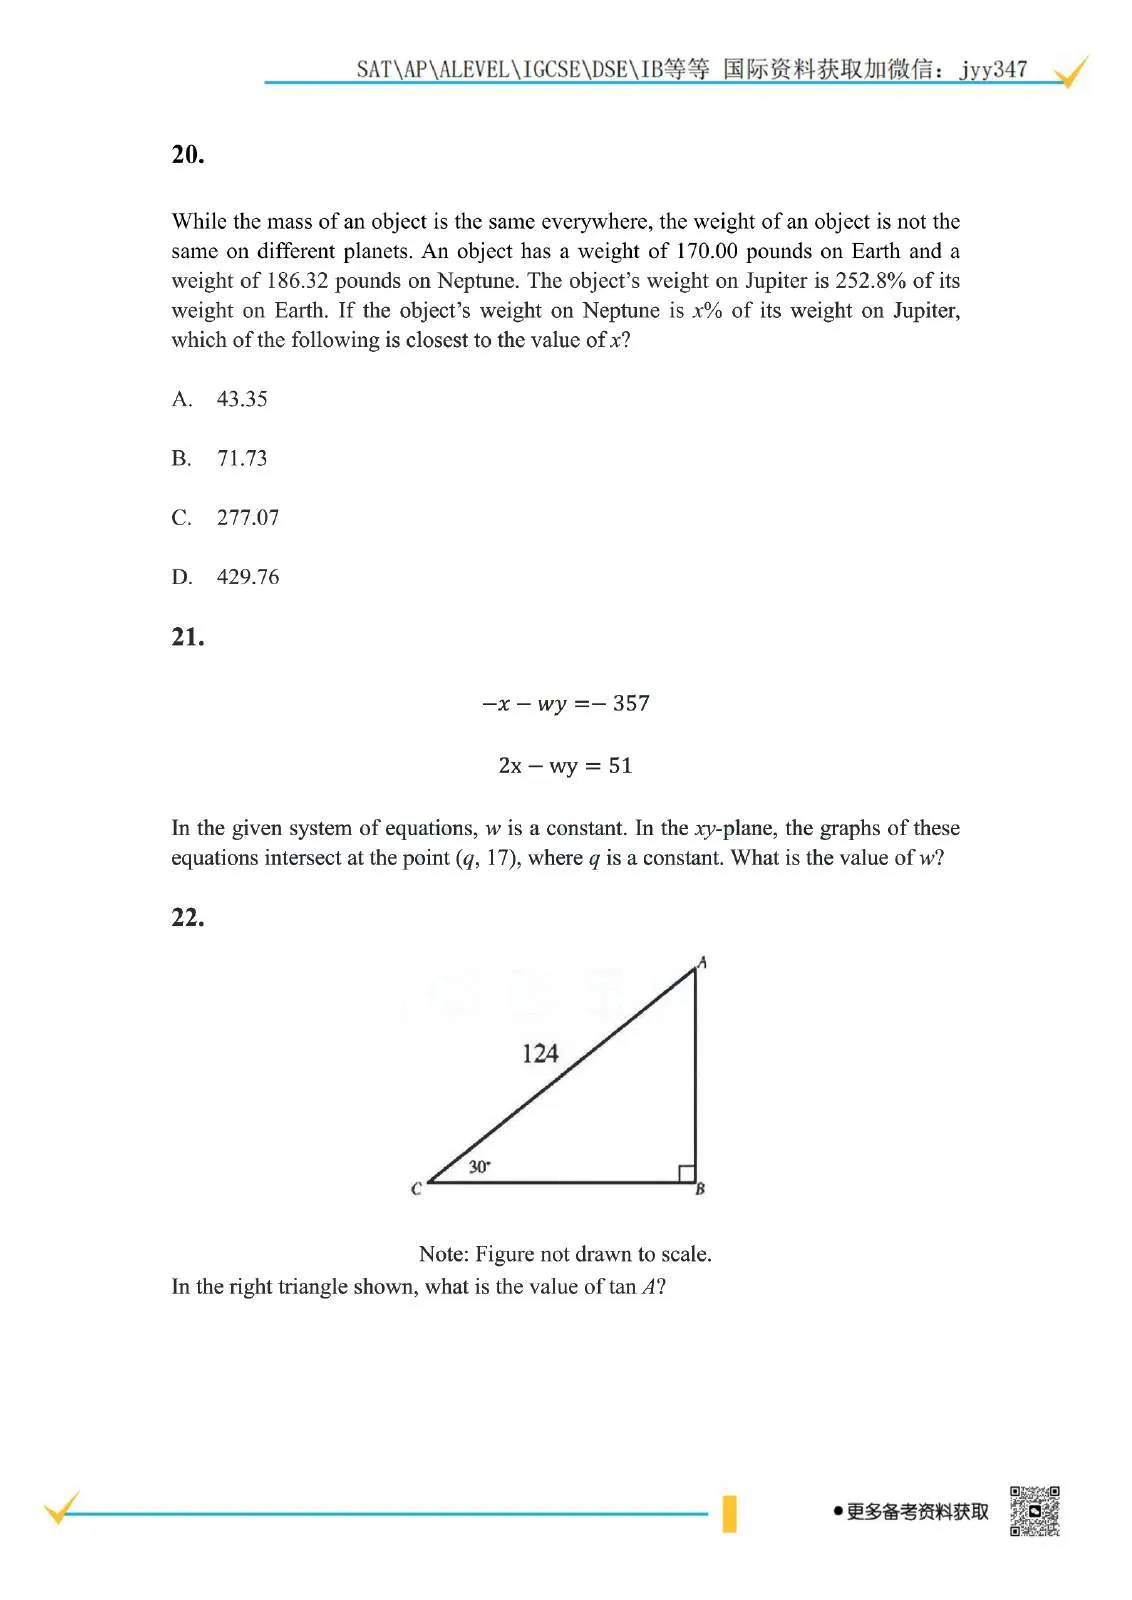 SAT\AP\ALEVEL\IGCSE\DSE\IB等等 国际资料获取加微信：jyy347
20.
While the mass of an object is the same everywhere, the weight of an object is not the
same on different planets. An object has a weight of 170.00 pounds on Earth and a
weight of 186.32 pounds on Neptune. The object’s weight on Jupiter is 252.8% of its
weight on Earth. If the object’s weight on Neptune is x% of its weight on Jupiter,
which of the following is closest to the value of x?
A. 43.35
B. 71.73
C. 277.07
D. 429.76
21.
−x − wy =− 357
2x − wy = 51
In the given system of equations, w is a constant. In the xy-plane, the graphs of these
equations intersect at the point (q, 17), where q is a constant. What is the value of w?
22.
A
124
30°
C
B
Note: Figure not drawn to scale.
In the right triangle shown, what is the value of tan A?
●更多备考资料获取